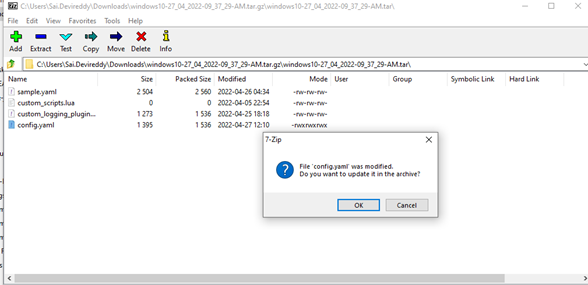 C:\Users\Sai.Devireddy\Downloads\windows10-27_04_2022-09_37_29-AM.tar.gz\windows10-27_04_2022-09_37_29-AM.tar\
File Edit View Favorites Tools Help
Add Extract Test Copy Move Delete Info
C:\Users\Sai.Devireddy\Downloads\windows10-27_04_2022-09_37_29-AM.tar.gz\windows10-27_04_2022-09_37_29-AM.tar\
Name Size Packed Size Modified Mode User Group Symbolic Link Hard Link
sample.yaml 2 504 2 560 2022-04-26 04:34 -rw-rw-rw-
custom_scripts.lua 0 0 2022-04-05 22:54 -rw-rw-rw-
custom_logging_plugin... 1 273 1 536 2022-04-25 18:18 -rw-rw-rw-
config.yaml 1 395 1 536 2022-04-27 12:10 -rwxrwxrwx
7-Zip
File 'config.yaml' was modified.
Do you want to update it in the archive?
OK Cancel